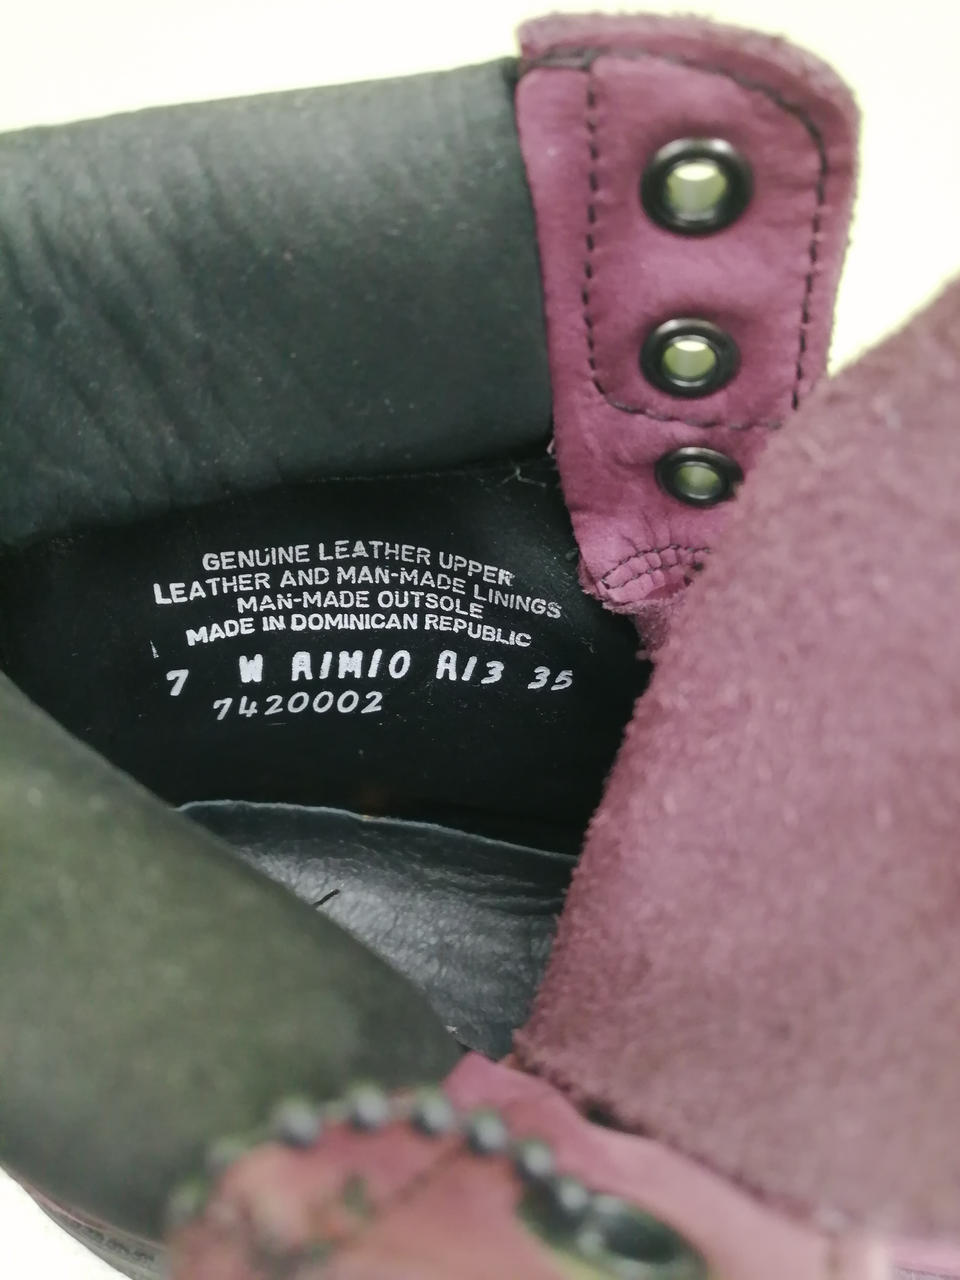 GENUINE LEATHER UPPER
LEATHER AND MAN-MADE LININGS
MAN-MADE OUTSOLE
MADE IN DOMINICAN REPUBLIC
7 W A/M/O A/3 35
7420002